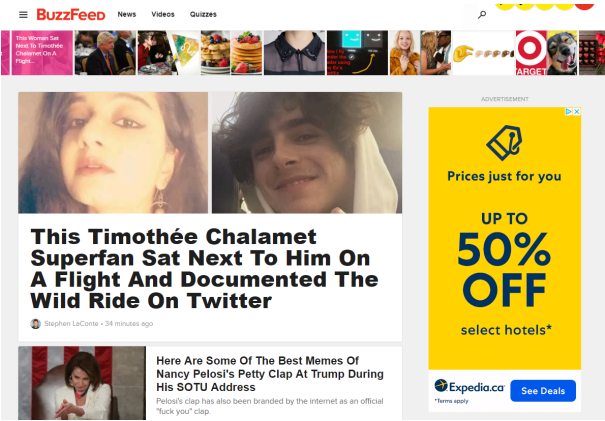 BuzzFeed
News
Videos
Quizzes
This Woman Sat
Next To Timothée
Chalamet On A
Flight...
TARGET
ADVERTISEMENT
Prices just for you
UP TO
50%
OFF
select hotels*
Expedia.ca
*Terms apply
See Deals
This Timothée Chalamet
Superfan Sat Next To Him On
A Flight And Documented The
Wild Ride On Twitter
Stephen LaConte • 34 minutes ago
Here Are Some Of The Best Memes Of
Nancy Pelosi's Petty Clap At Trump During
His SOTU Address
Pelosi's clap has also been branded by the internet as an official
"fuck you" clap.